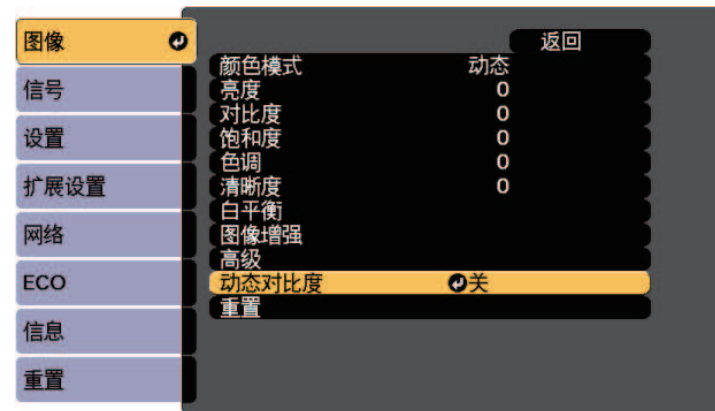 图像
信号
设置
扩展设置
网络
ECO
信息
重置
返回
颜色模式 动态
亮度 0
对比度 0
饱和度 0
色调 0
清晰度 0
白平衡
图像增强
高级
动态对比度 关
重置